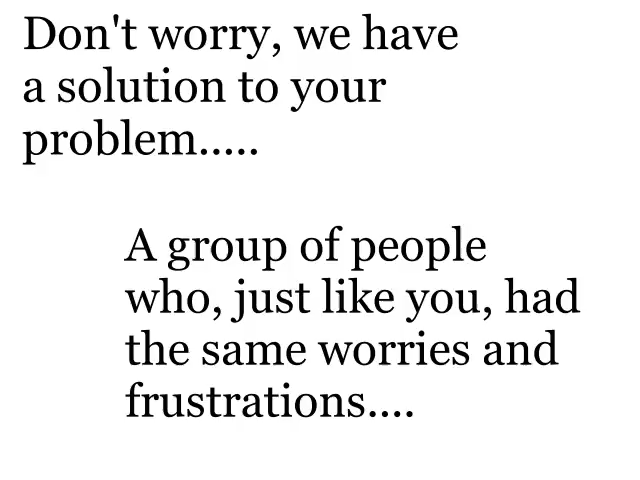 Don't worry, we have
a solution to your
problem.....
A group of people
who, just like you, had
the same worries and
frustrations....